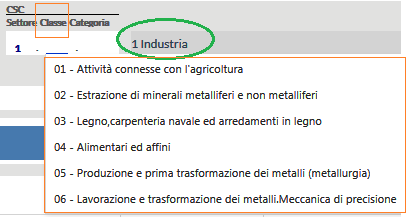 CSC
Settore Classe Categoria
1 . . 1 Industria
01 - Attività connesse con l'agricoltura
02 - Estrazione di minerali metalliferi e non metalliferi
03 - Legno,carpenteria navale ed arredamenti in legno
04 - Alimentari ed affini
05 - Produzione e prima trasformazione dei metalli (metallurgia)
06 - Lavorazione e trasformazione dei metalli.Meccanica di precisione